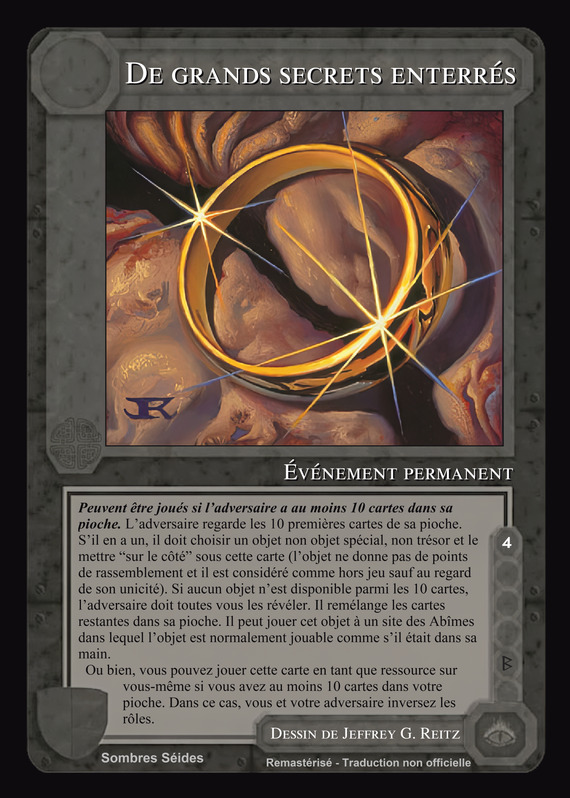 De grands secrets enterrés
JR
Événement permanent
Peuvent être joués si l'adversaire a au moins 10 cartes dans sa
pioche. L'adversaire regarde les 10 premières cartes de sa pioche.
S'il en a un, il doit choisir un objet non objet spécial, non trésor et le
mettre “sur le côté” sous cette carte (l'objet ne donne pas de points
de rassemblement et il est considéré comme hors jeu sauf au regard
de son unicité). Si aucun objet n'est disponible parmi les 10 cartes,
l'adversaire doit toutes vous les révéler. Il remélange les cartes
restantes dans sa pioche. Il peut jouer cet objet à un site des Abîmes
dans lequel l'objet est normalement jouable comme s'il était dans sa
main.
Ou bien, vous pouvez jouer cette carte en tant que ressource sur
vous-même si vous avez au moins 10 cartes dans votre
pioche. Dans ce cas, vous et votre adversaire inversez les
rôles.
4
ᛒ
Dessin de Jeffrey G. Reitz
Sombres Séides
Remastérisé - Traduction non officielle